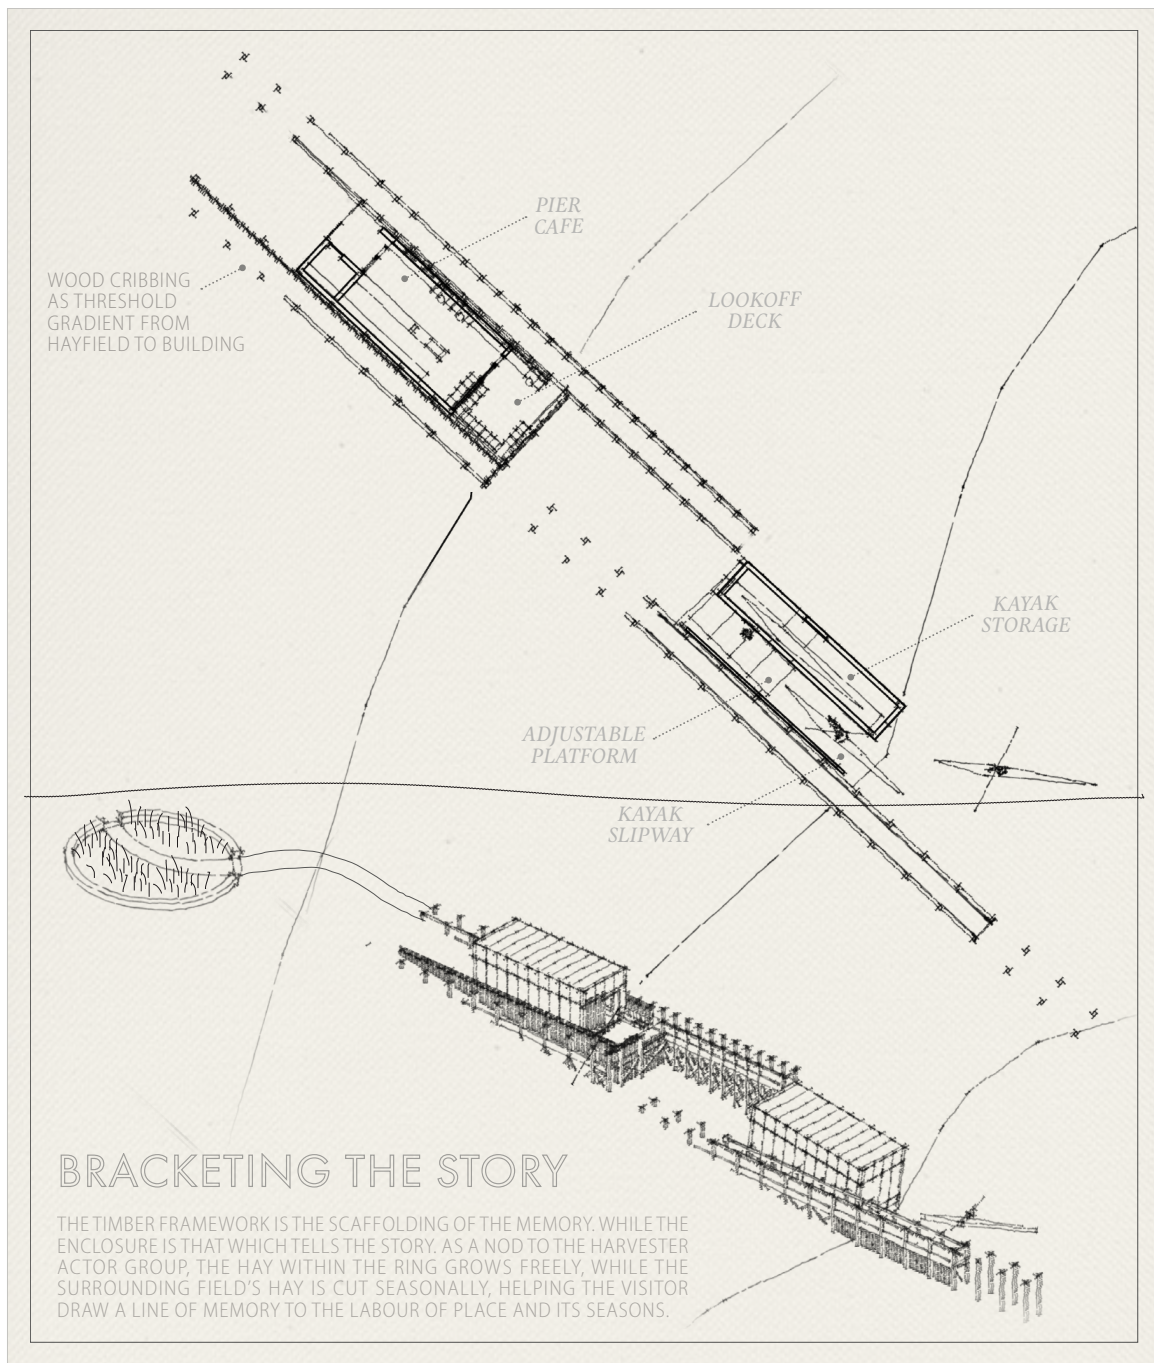 PIER
CAFE
LOOKOFF
DECK
WOOD CRIBBING
AS THRESHOLD
GRADIENT FROM
HAYFIELD TO BUILDING
KAYAK
STORAGE
ADJUSTABLE
PLATFORM
KAYAK
SLIPWAY
BRACKETING THE STORY
THE TIMBER FRAMEWORK IS THE SCAFFOLDING OF THE MEMORY. WHILE THE
ENCLOSURE IS THAT WHICH TELLS THE STORY. AS A NOD TO THE HARVESTER
ACTOR GROUP, THE HAY WITHIN THE RING GROWS FREELY, WHILE THE
SURROUNDING FIELD'S HAY IS CUT SEASONALLY, HELPING THE VISITOR
DRAW A LINE OF MEMORY TO THE LABOUR OF PLACE AND ITS SEASONS.